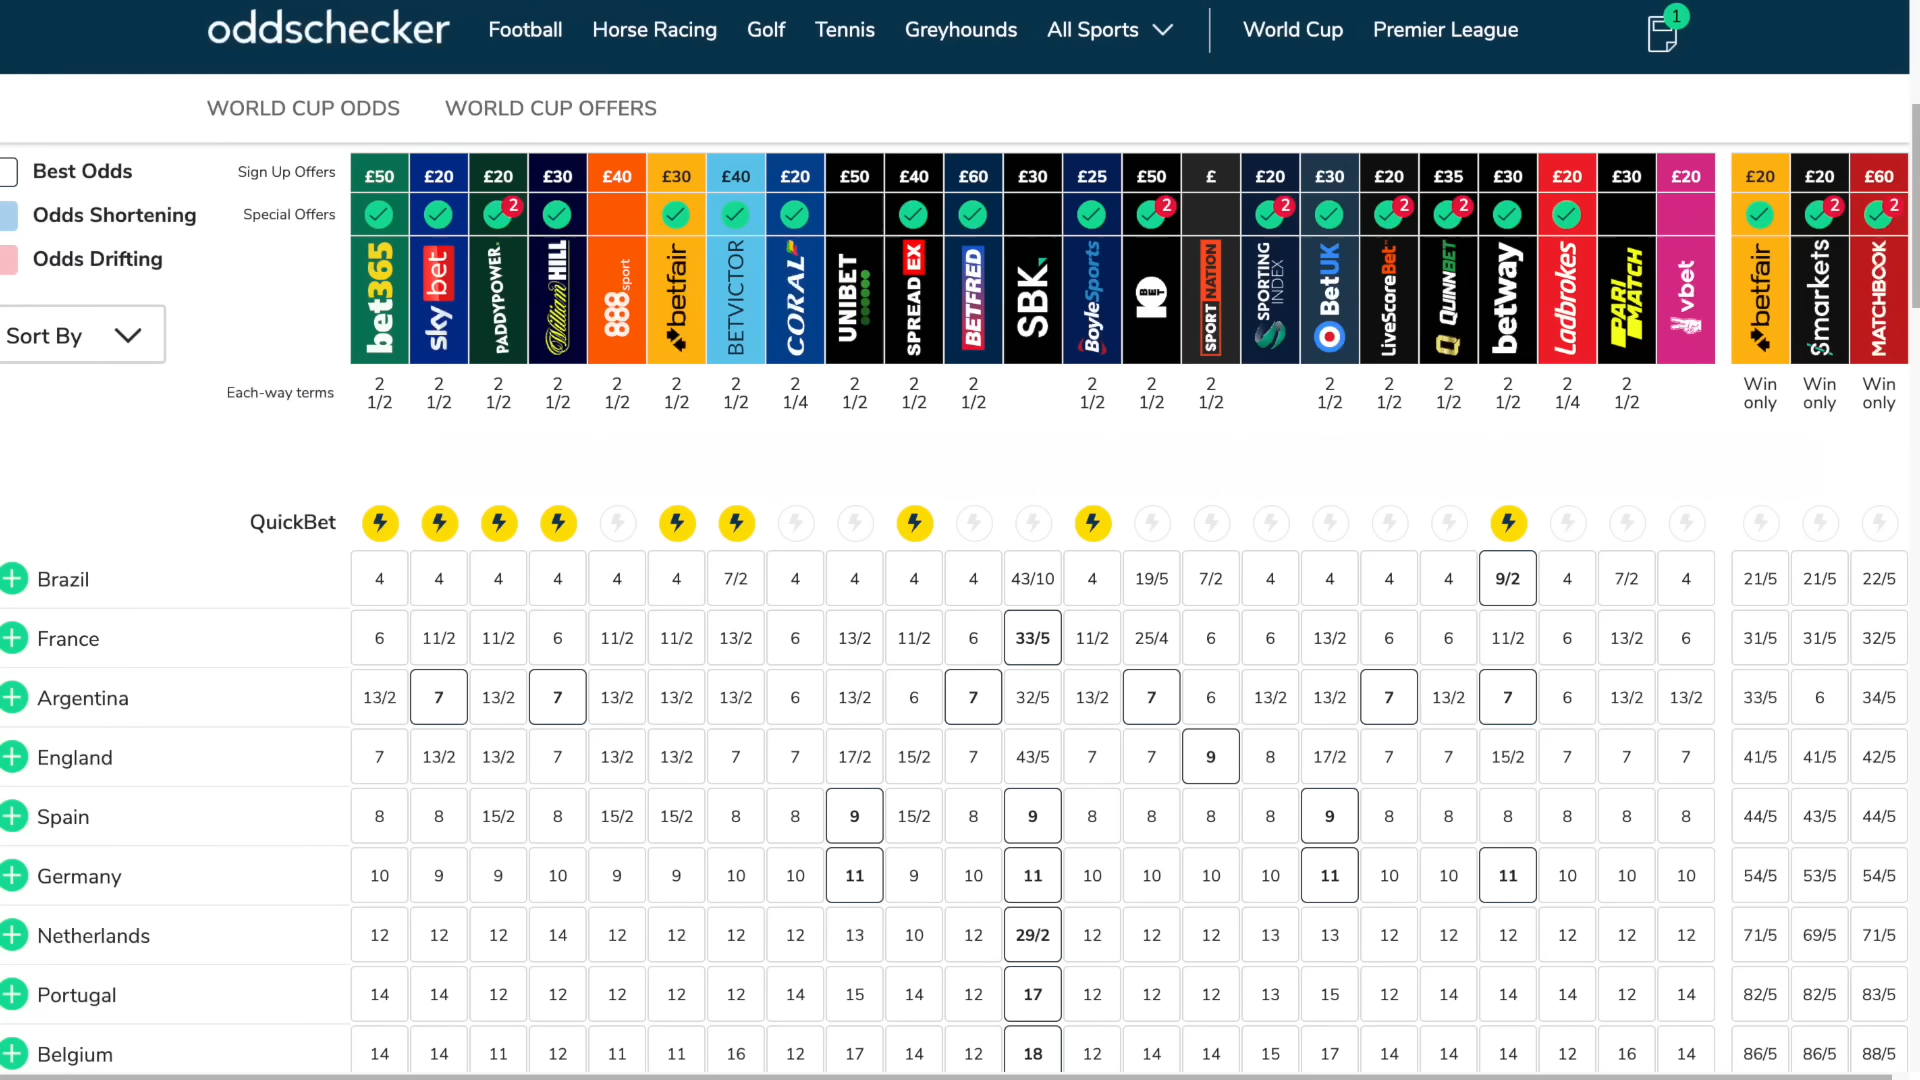 oddschecker Football Horse Racing Golf Tennis Greyhounds All Sports World Cup Premier League 1
WORLD CUP ODDS WORLD CUP OFFERS
Best Odds Sign Up Offers £50 £20 £20 £30 £40 £30 £40 £20 £50 £40 £60 £30 £25 £50 £ £20 £30 £20 £35 £30 £20 £30 £20 £20 £20 £60
Odds Shortening Special Offers 2 2 2 2 2 2 2
Odds Drifting
Sort By
bet365 sky bet PADDYPOWER. William HILL 888sport betfair BETVICTOR CORAL UNIBET SPREAD EX BETFRED SBK BoyleSports 10 BET SPORT NATION SPORTING INDEX BetUK LiveScoreBet QUINNBET betway Ladbrokes PARI MATCH vbet betfair smarkets MATCHBOOK
Each-way terms
2 2 2 2 2 2 2 2 2 2 2 2 2 2 2 2 2 2 2 2 Win Win Win
1/2 1/2 1/2 1/2 1/2 1/2 1/2 1/4 1/2 1/2 1/2 1/2 1/2 1/2 1/2 1/2 1/2 1/2 1/4 1/2 only only only
QuickBet
Brazil 4 4 4 4 4 4 7/2 4 4 4 4 43/10 4 19/5 7/2 4 4 4 4 9/2 4 7/2 4 21/5 21/5 22/5
France 6 11/2 11/2 6 11/2 11/2 13/2 6 13/2 11/2 6 33/5 11/2 25/4 6 6 13/2 6 6 11/2 6 13/2 6 31/5 31/5 32/5
Argentina 13/2 7 13/2 7 13/2 13/2 13/2 6 13/2 6 7 32/5 13/2 7 6 13/2 13/2 7 13/2 7 6 13/2 13/2 33/5 6 34/5
England 7 13/2 13/2 7 13/2 13/2 7 7 17/2 15/2 7 43/5 7 7 9 8 17/2 7 7 15/2 7 7 7 41/5 41/5 42/5
Spain 8 8 15/2 8 15/2 15/2 8 8 9 15/2 8 9 8 8 8 8 9 8 8 8 8 8 8 44/5 43/5 44/5
Germany 10 9 9 10 9 9 10 10 11 9 10 11 10 10 10 10 11 10 10 11 10 10 10 54/5 53/5 54/5
Netherlands 12 12 12 14 12 12 12 12 13 10 12 29/2 12 12 12 13 13 12 12 12 12 12 12 71/5 69/5 71/5
Portugal 14 14 12 12 12 12 12 14 15 14 12 17 12 12 12 13 15 12 14 14 14 12 14 82/5 82/5 83/5
Belgium 14 14 11 12 11 11 16 12 17 14 12 18 12 14 14 15 17 14 14 14 12 16 14 86/5 86/5 88/5